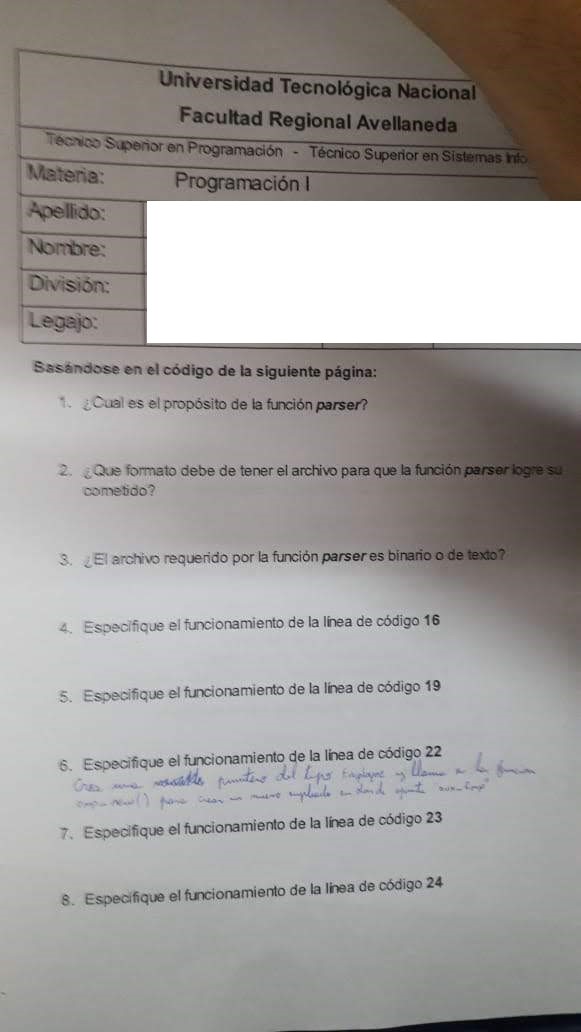 Universidad Tecnológica Nacional
Facultad Regional Avellaneda
Técnico Superior en Programación - Técnico Superior en Sistemas Info
Materia: Programación I
Apellido:
Nombre:
División:
Legajo:
Basándose en el código de la siguiente página:
1. ¿Cual es el propósito de la función parser?
2. ¿Que formato debe de tener el archivo para que la función parser logre su
cometido?
3. ¿El archivo requerido por la función parser es binario o de texto?
4. Especifique el funcionamiento de la línea de código 16
5. Especifique el funcionamiento de la línea de código 19
6. Especifique el funcionamiento de la línea de código 22
Crea una puntero del tipo Employee y llama a la funcion
emp_new() para crear un nuevo empleado en donde apunta
7. Especifique el funcionamiento de la línea de código 23
8. Especifique el funcionamiento de la línea de código 24